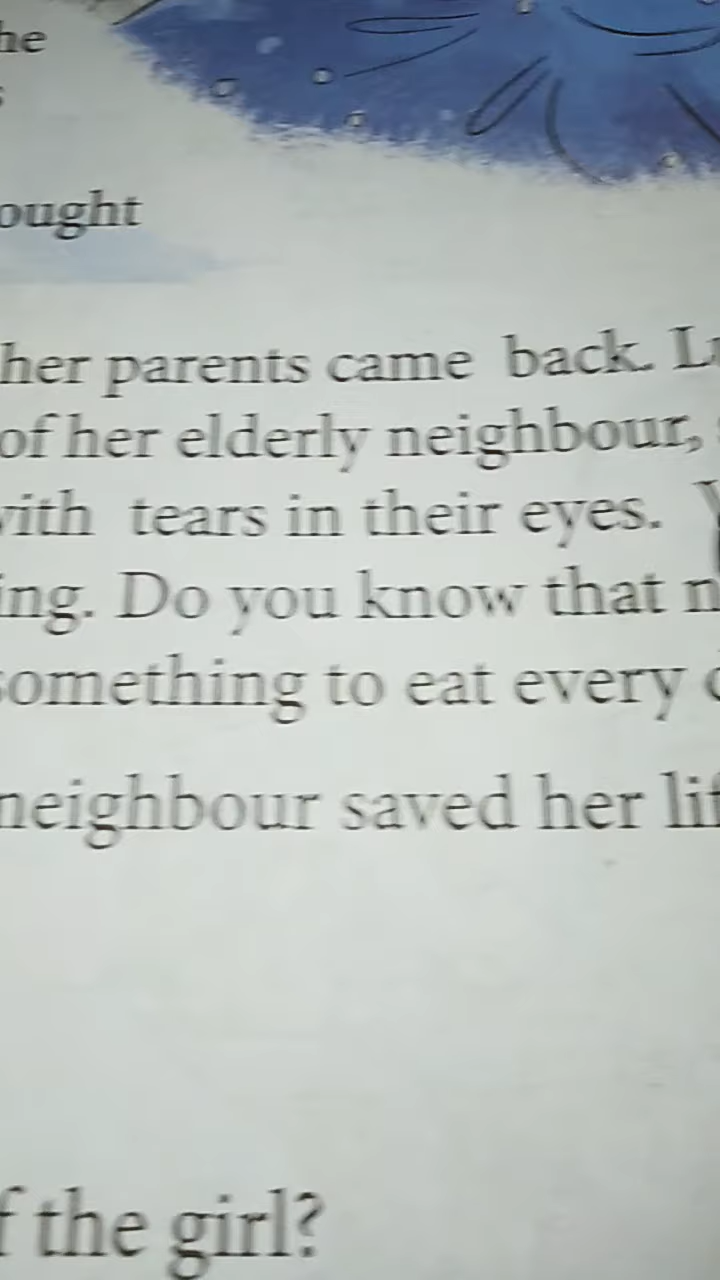 he
s
ought
her parents came back. L
of her elderly neighbour,
with tears in their eyes.
ing. Do you know that
something to eat every
neighbour saved her
f the girl?